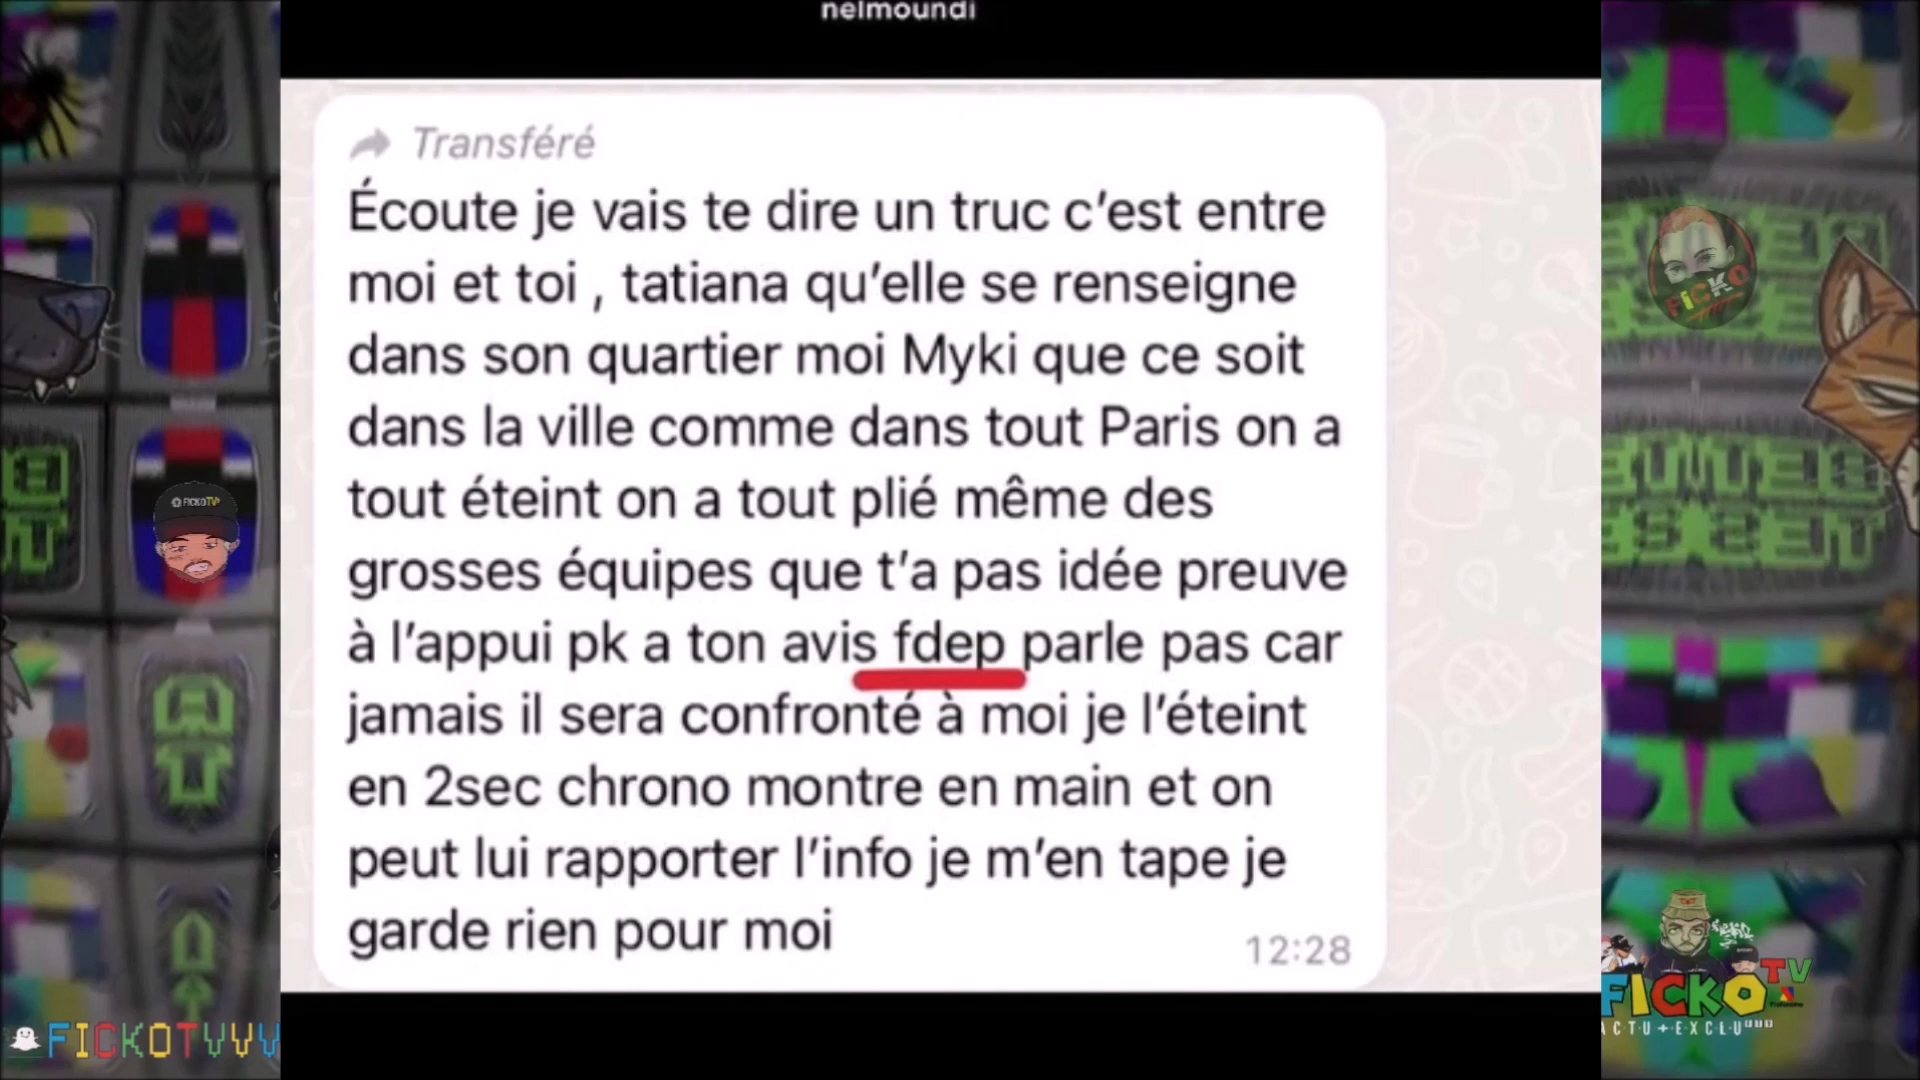 nelmoundi
Transféré
Écoute je vais te dire un truc c'est entre
moi et toi , tatiana qu'elle se renseigne
dans son quartier moi Myki que ce soit
dans la ville comme dans tout Paris on a
tout éteint on a tout plié même des
grosses équipes que t'a pas idée preuve
à l'appui pk a ton avis fdep parle pas car
jamais il sera confronté à moi je l'éteint
en 2sec chrono montre en main et on
peut lui rapporter l'info je m'en tape je
garde rien pour moi
12:28
FICKO
FICKOTV
FICKOTVVV
FICKO TV
ACTU+EXCLU